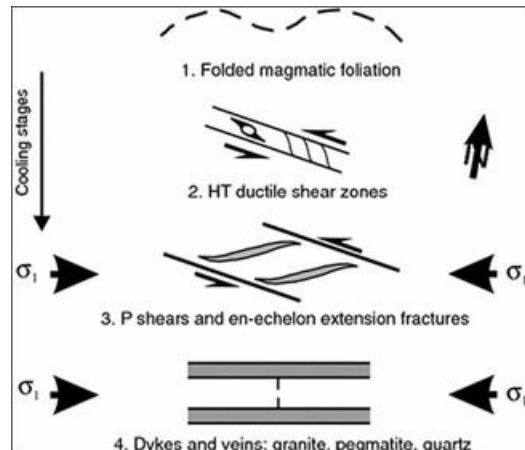 1. Folded magmatic foliation
Cooling stages
2. HT ductile shear zones
σ1 σ1
3. P shears and en-echelon extension fractures
σ1 σ1
4. Dykes and veins: granite, pegmatite, quartz